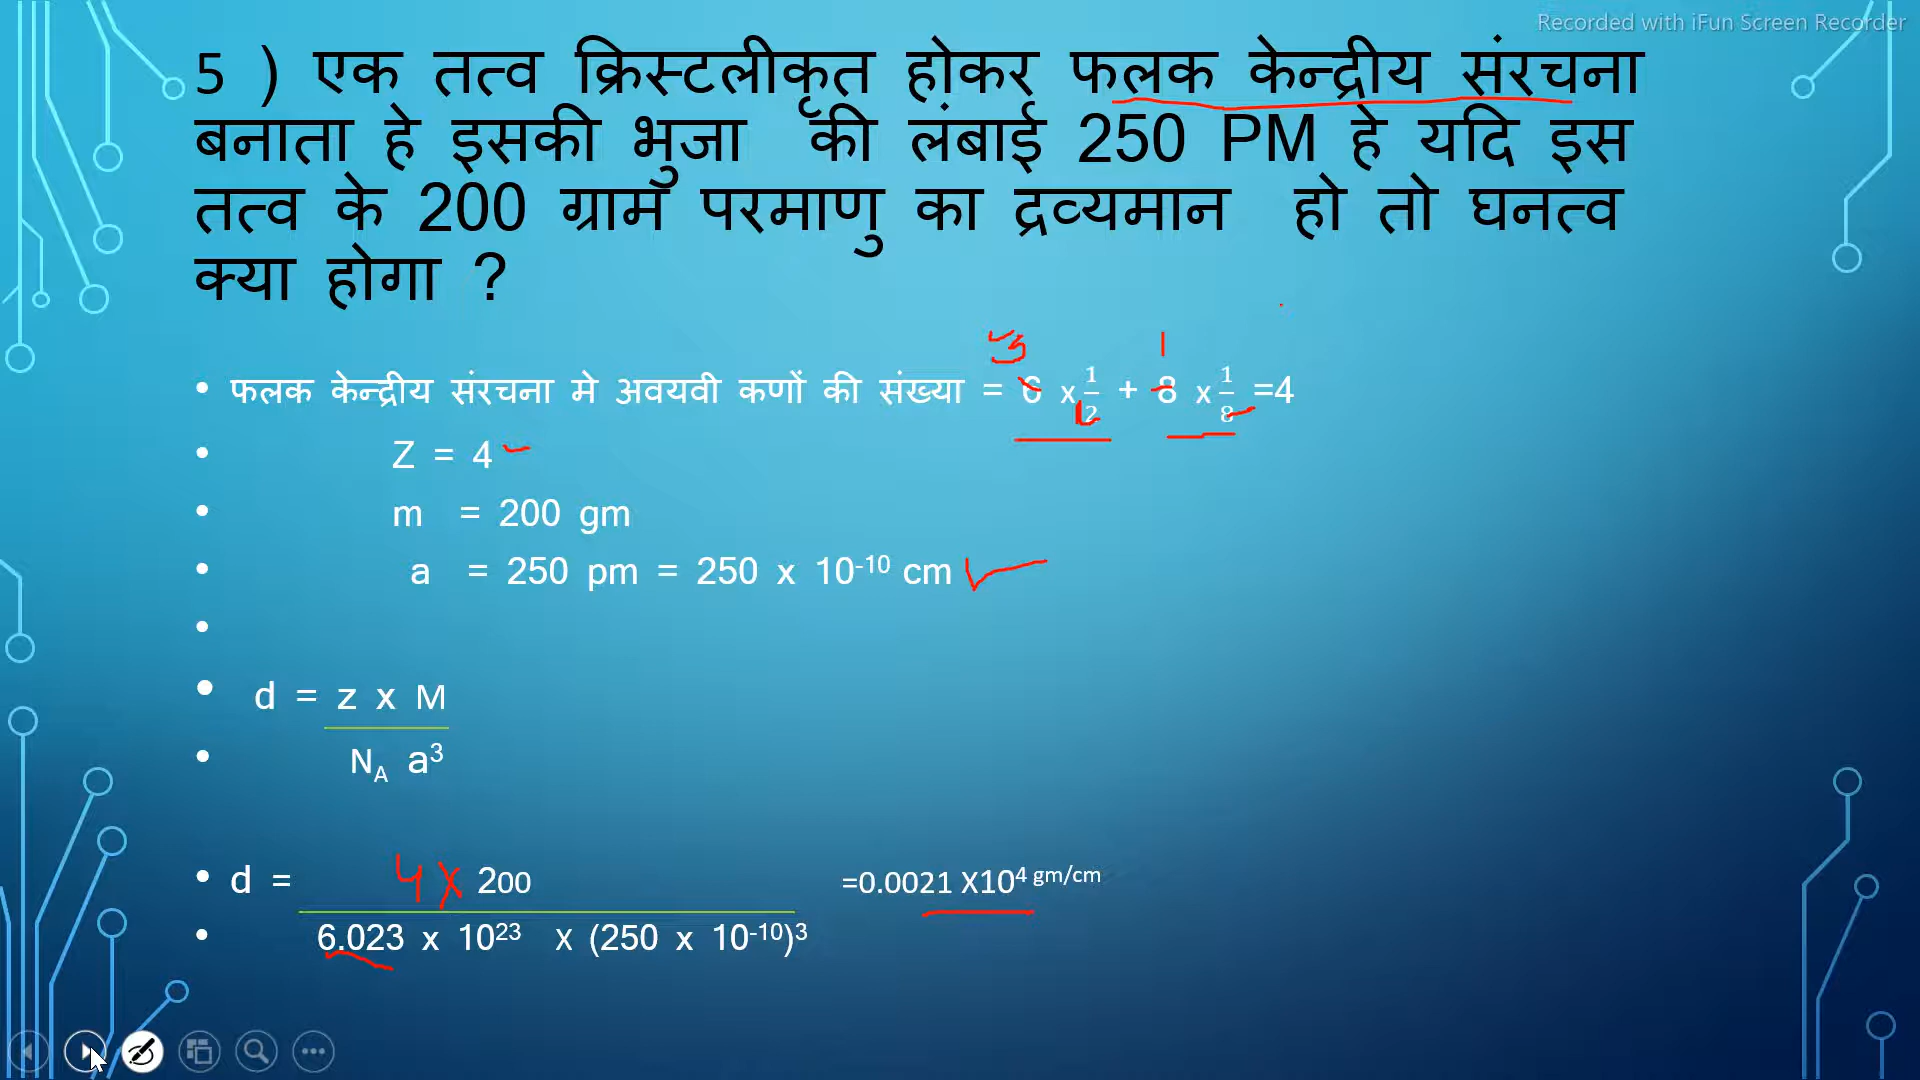 Recorded with iFun Screen Recorder
5 ) एक तत्व क्रिस्टलीकृत होकर फलक केन्द्रीय संरचना
बनाता हे इसकी भुजा की लंबाई 250 PM हे यदि इस
तत्व के 200 ग्राम परमाणु का द्रव्यमान हो तो घनत्व
क्या होगा ?
3 1
• फलक केन्द्रीय संरचना मे अवयवी कणों की संख्या = 6 x 1/2 + 8 x 1/8 =4
• Z = 4
• m = 200 gm
• a = 250 pm = 250 x 10⁻¹⁰ cm
•
• d = z x M
• N_A a³
• d = 4 X 200 =0.0021 X10⁴ ᵍᵐ/ᶜᵐ
• 6.023 x 10²³ X (250 x 10⁻¹⁰)³